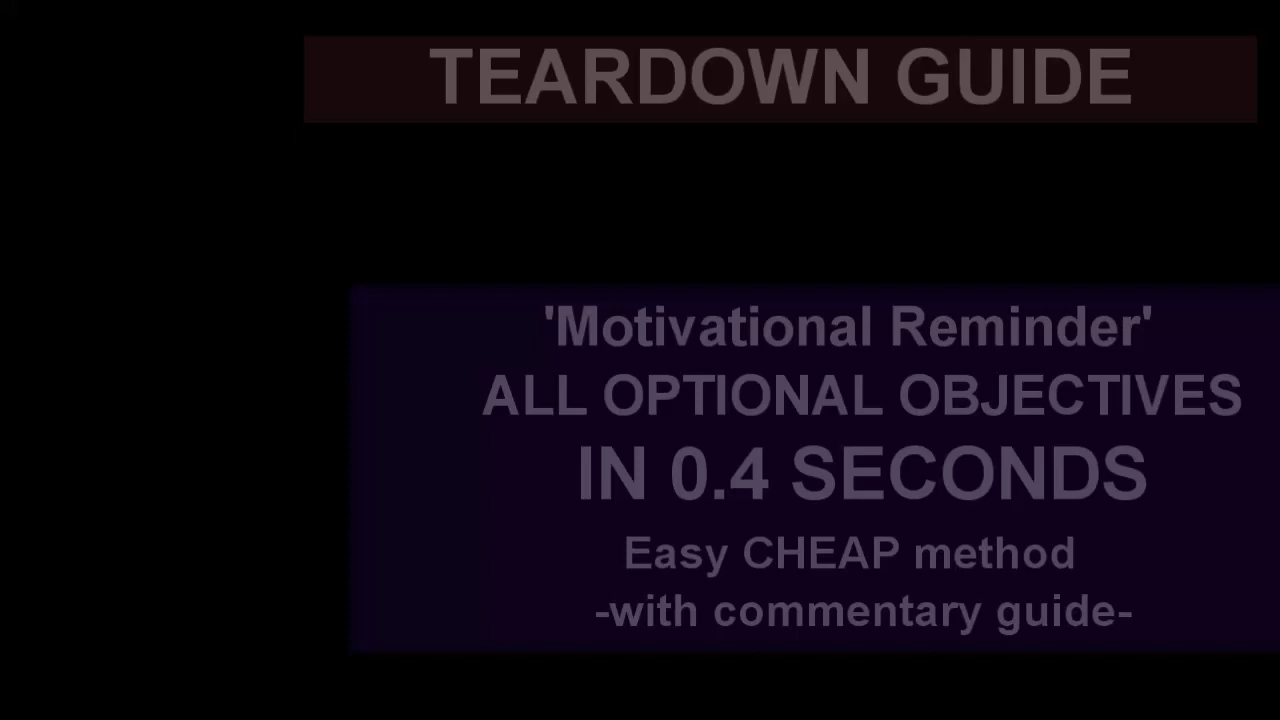 TEARDOWN GUIDE
'Motivational Reminder'
ALL OPTIONAL OBJECTIVES
IN 0.4 SECONDS
Easy CHEAP method
-with commentary guide-